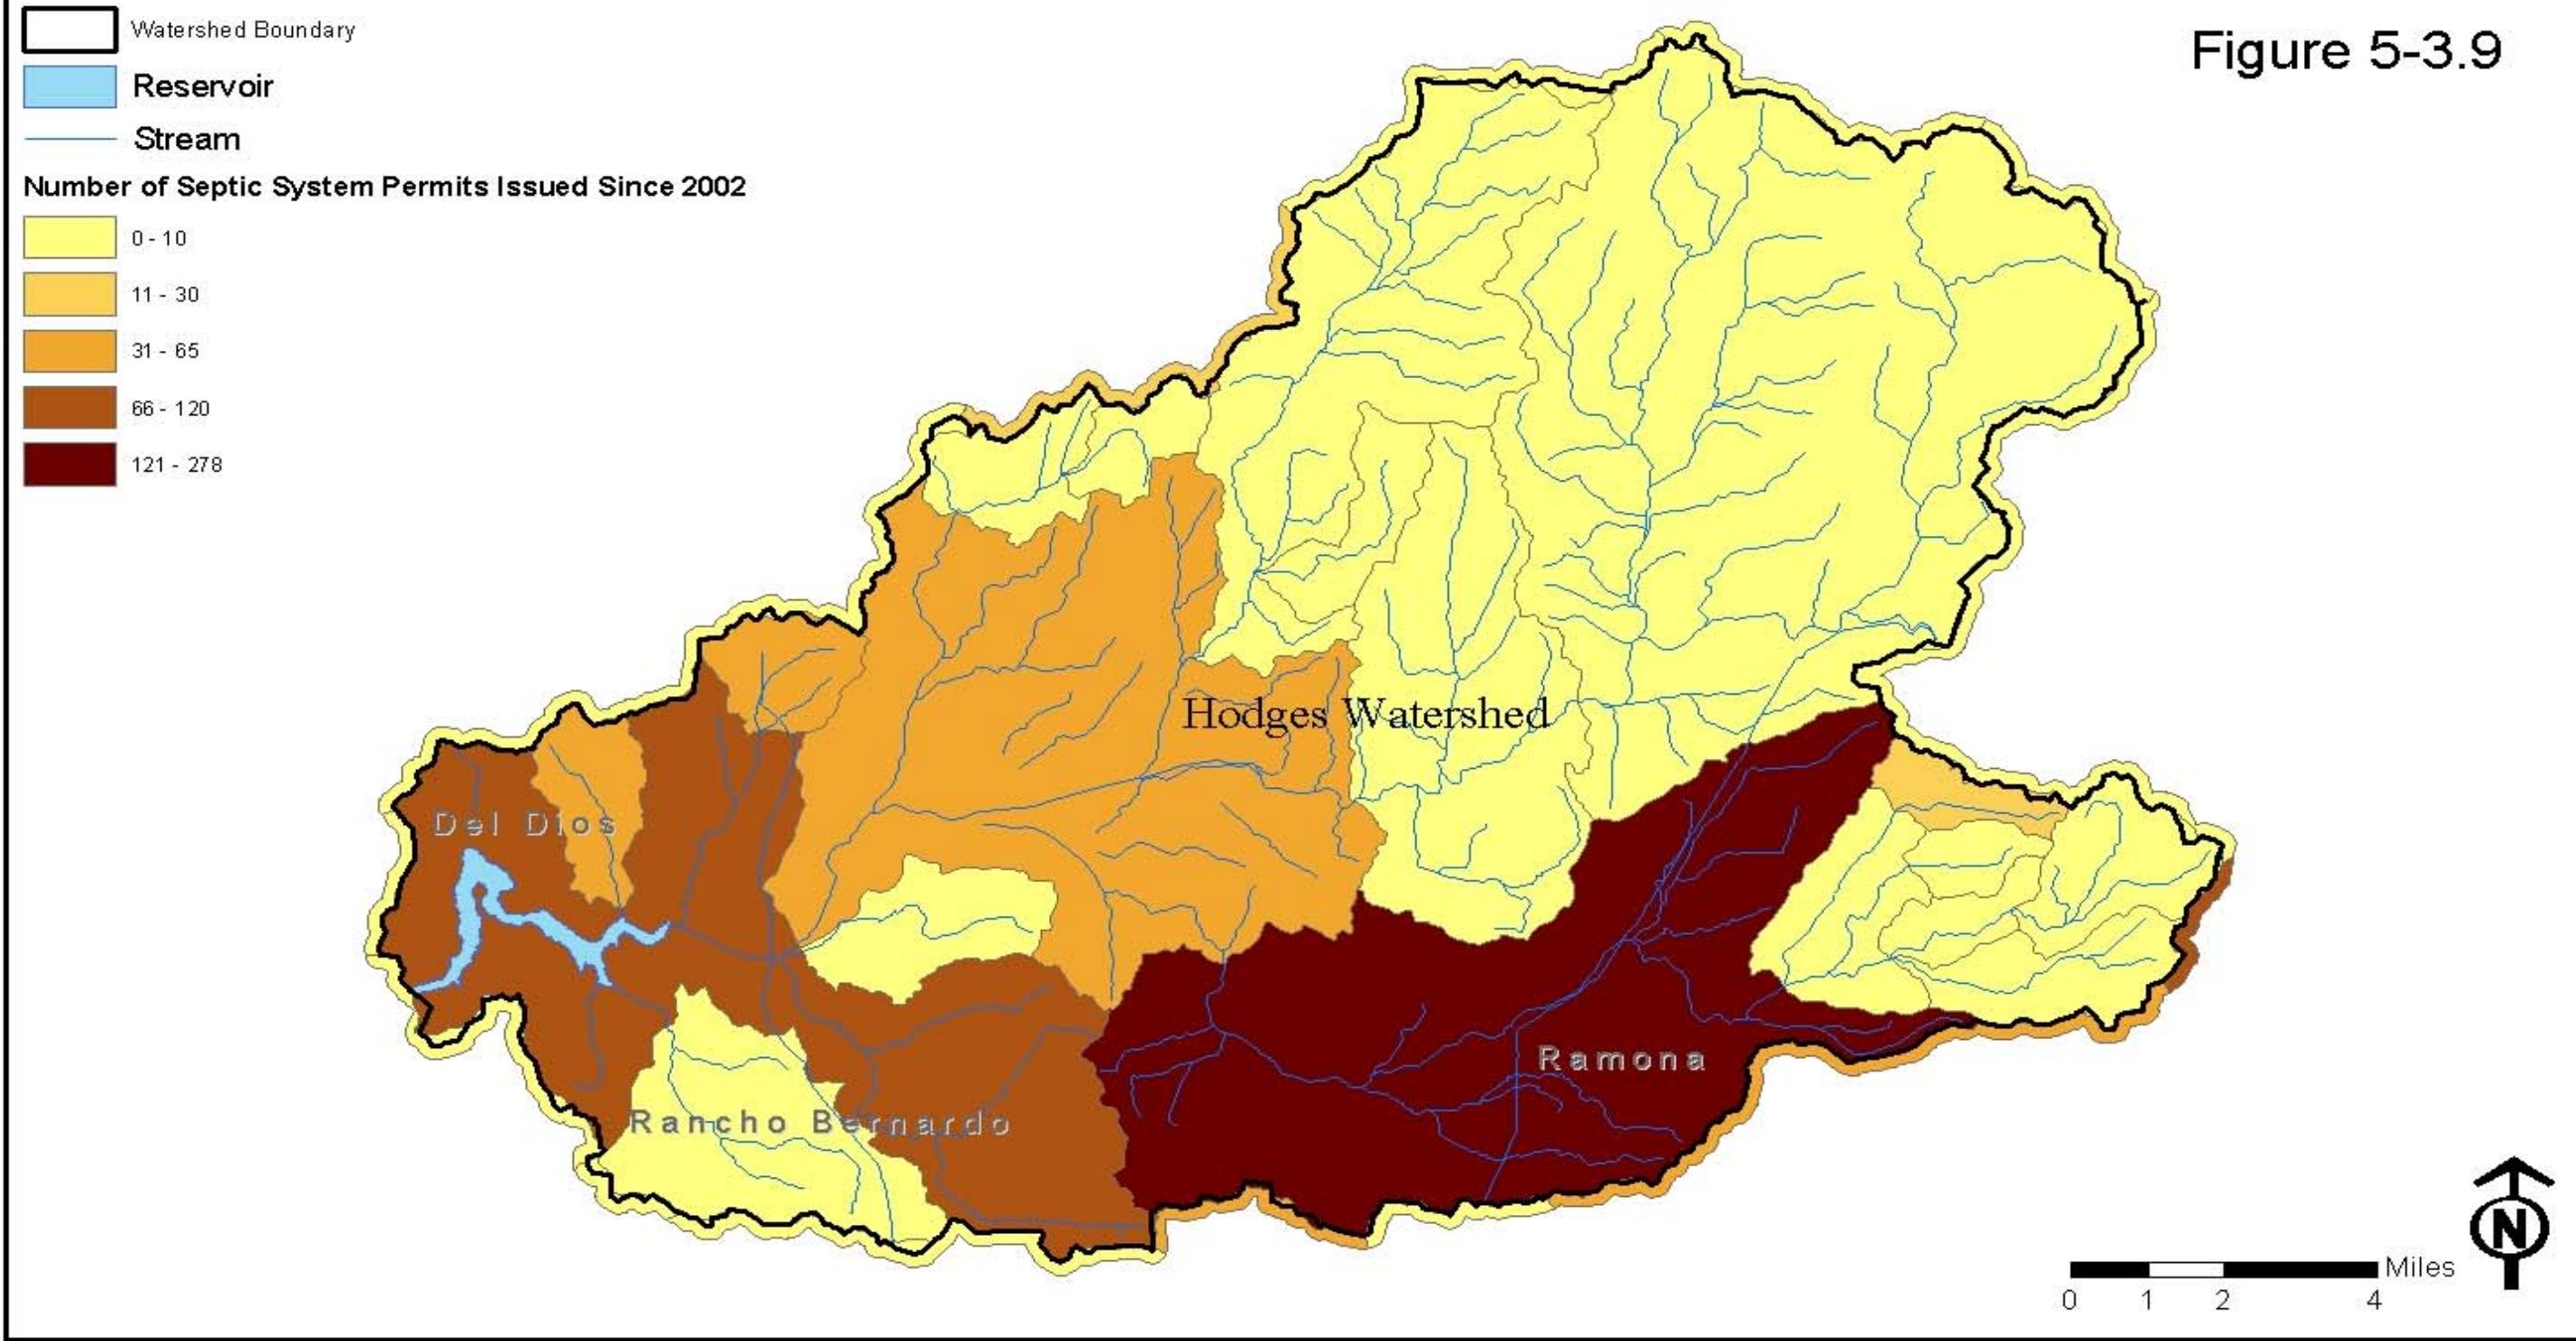 Figure 5-3.9
Watershed Boundary
Reservoir
Stream
Number of Septic System Permits Issued Since 2002
0 - 10
11 - 30
31 - 65
66 - 120
121 - 278
Hodges Watershed
Del Dios
Ramona
Rancho Bernardo
N
Miles
0 1 2 4